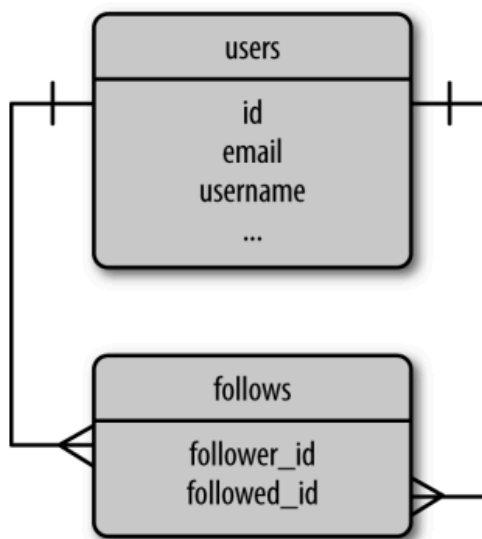 users
id
email
username
...
follows
follower_id
followed_id